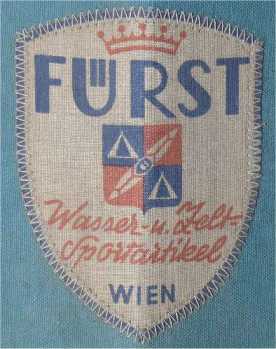 FÜRST
Wasser- u. Zelt-
Sportartikel
WIEN